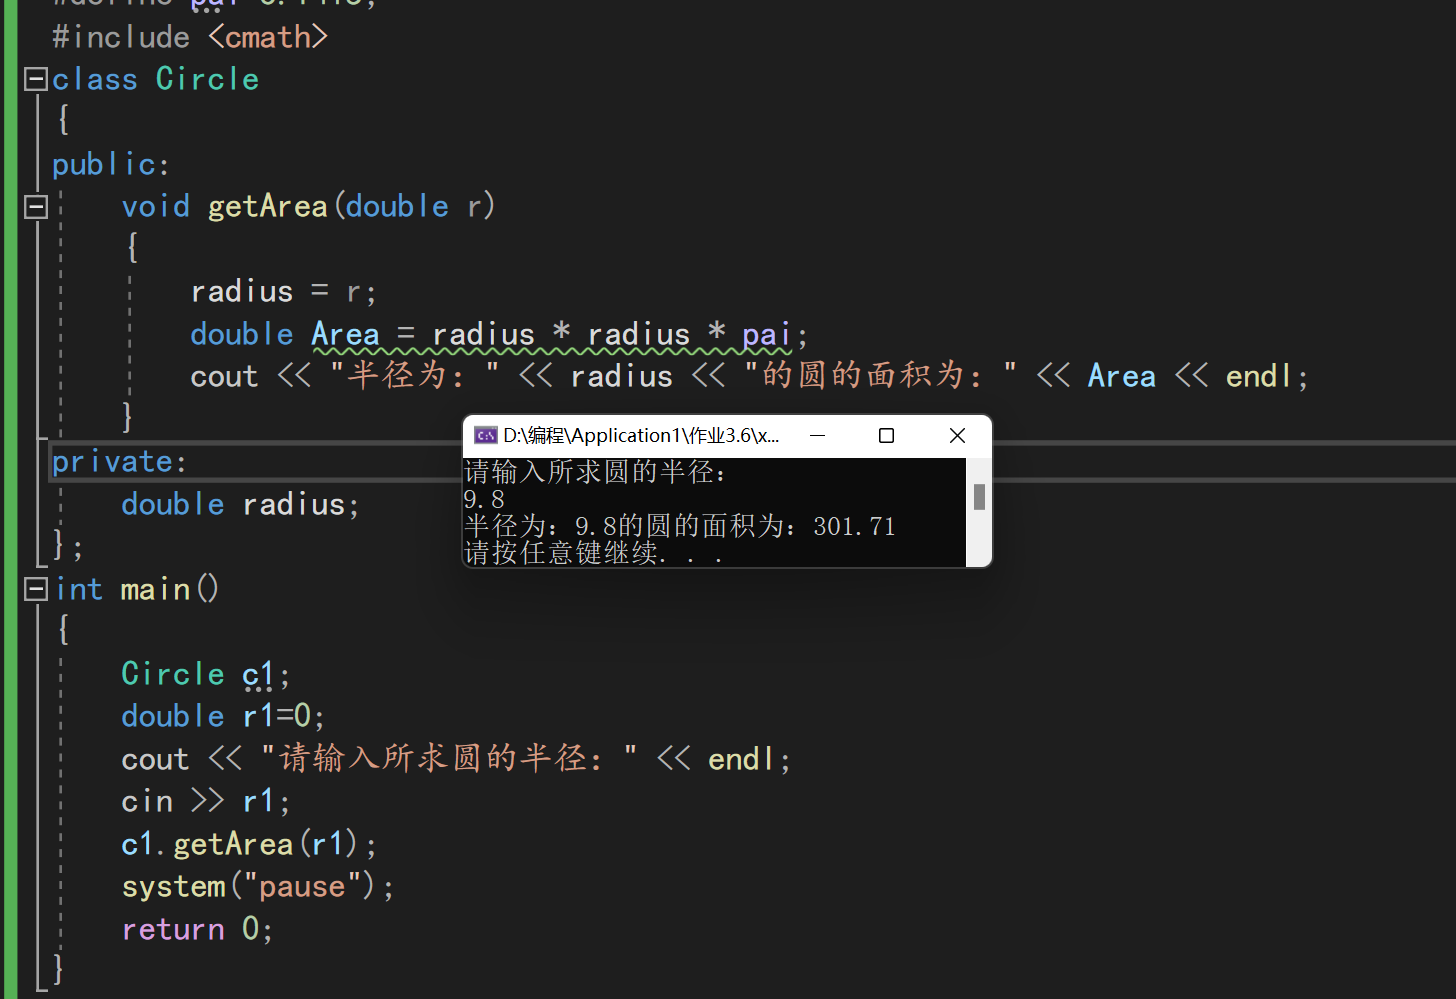 #include <cmath>
class Circle
{
public:
void getArea(double r)
{
radius = r;
double Area = radius * radius * pai;
cout << "半径为：" << radius << "的圆的面积为：" << Area << endl;
}
private:
double radius;
};
int main()
{
Circle c1;
double r1=0;
cout << "请输入所求圆的半径：" << endl;
cin >> r1;
c1.getArea(r1);
system("pause");
return 0;
}
D:\编程\Application1\作业3.6\x...
请输入所求圆的半径：
9.8
半径为：9.8的圆的面积为：301.71
请按任意键继续. . .